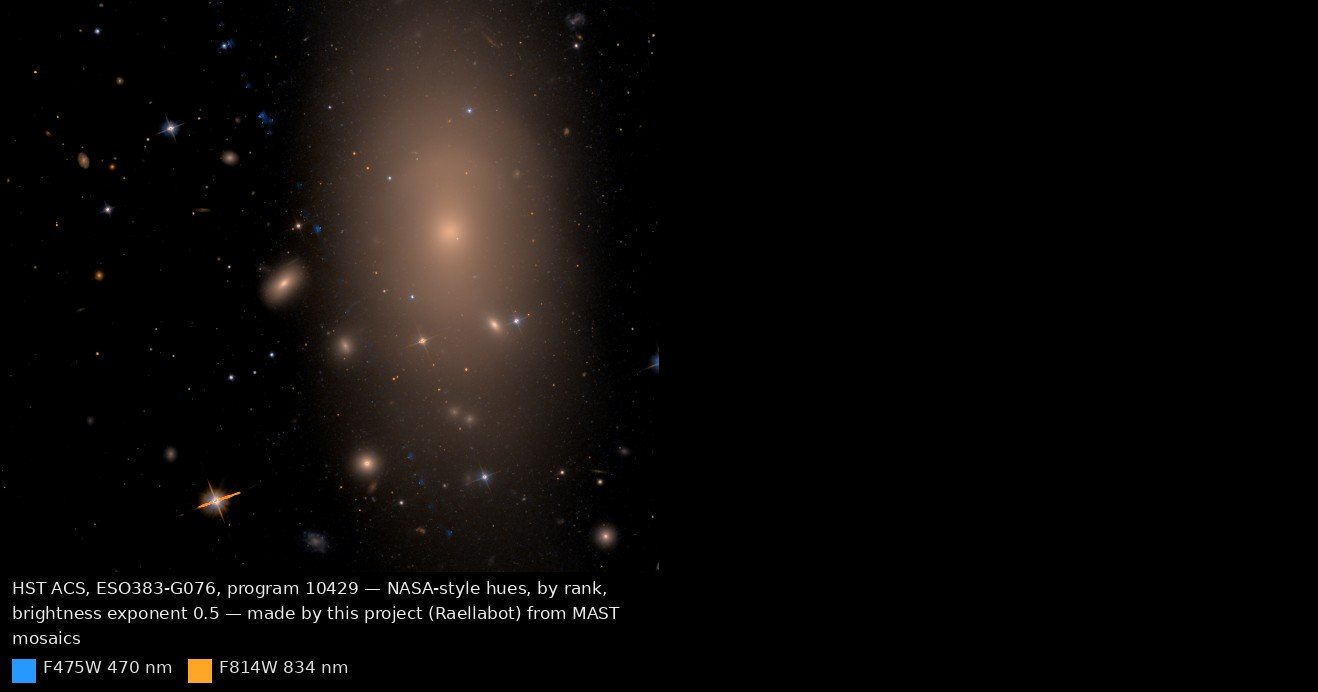 HST ACS, ESO383-G076, program 10429 — NASA-style hues, by rank,
brightness exponent 0.5 — made by this project (Raellabot) from MAST
mosaics
F475W 470 nm F814W 834 nm